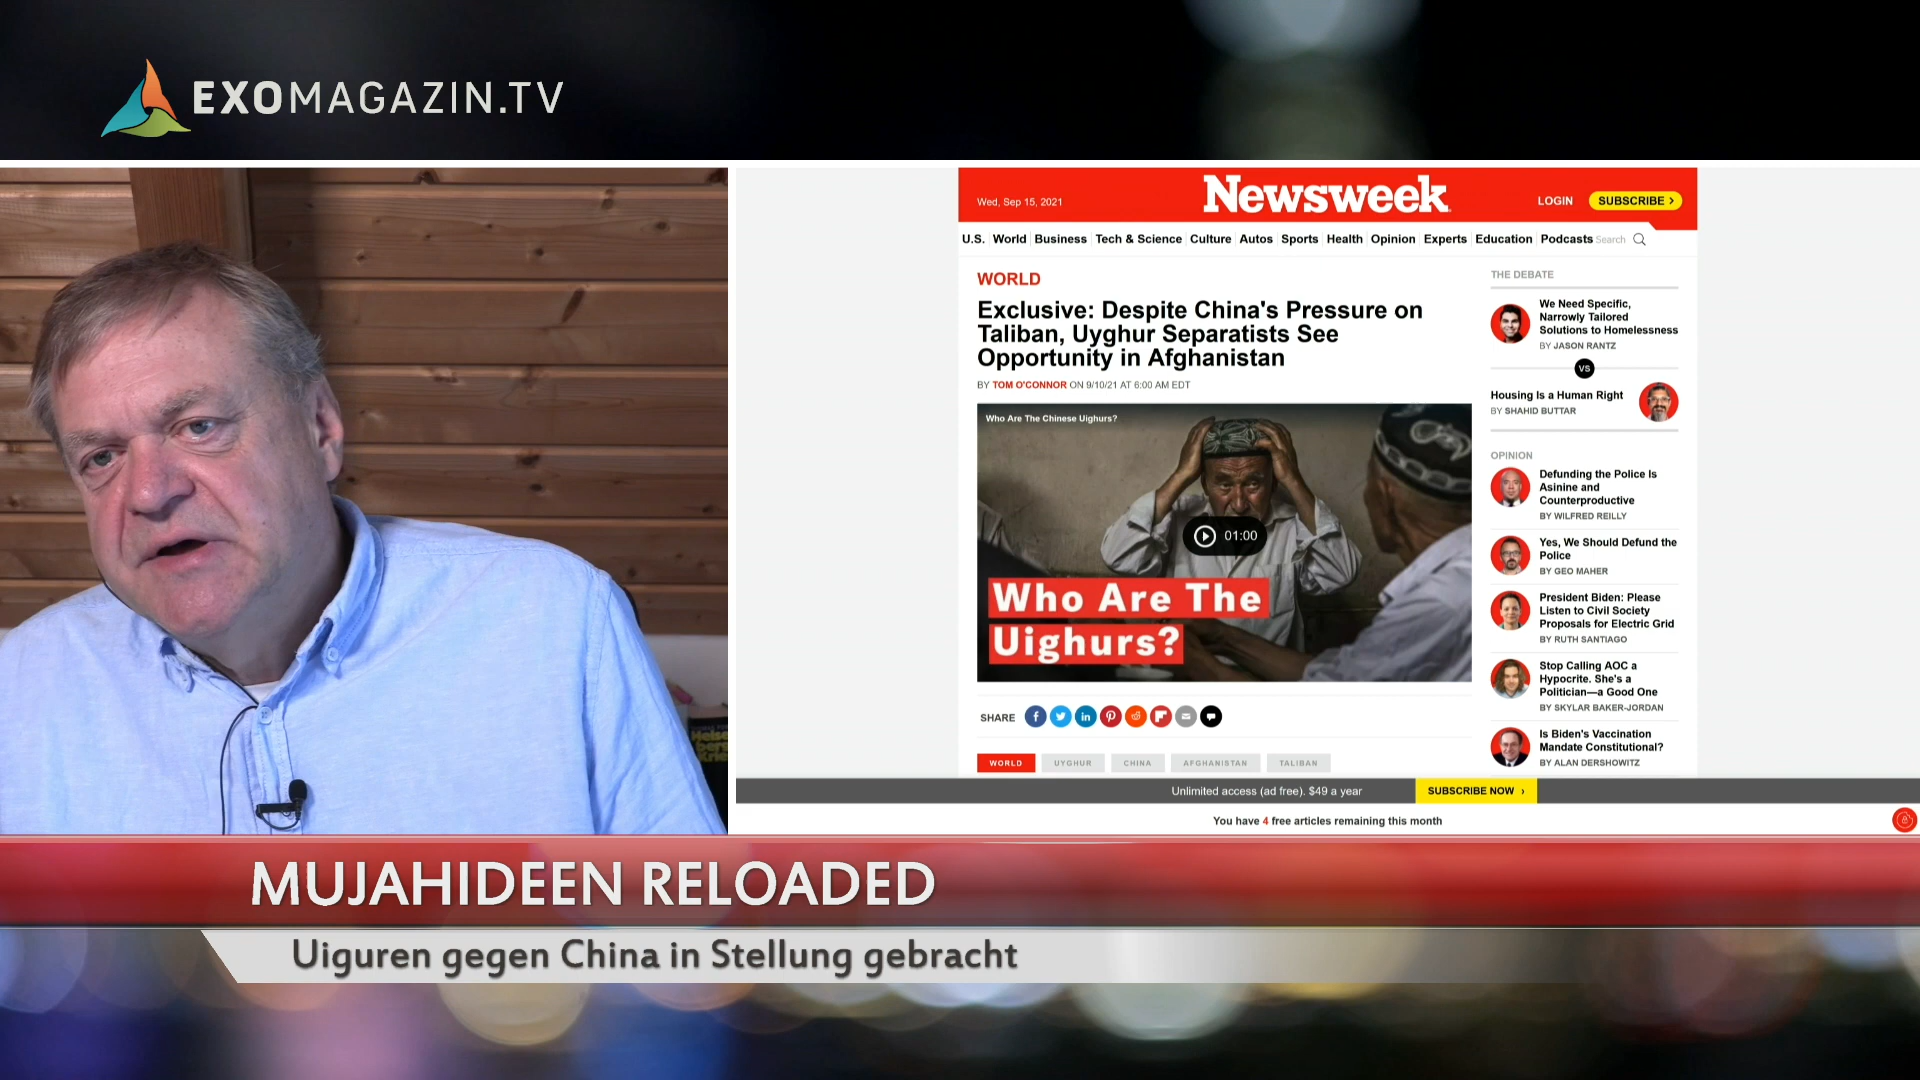 EXOMAGAZIN.TV
Wed, Sep 15, 2021
Newsweek
LOGIN
SUBSCRIBE >
U.S. World Business Tech & Science Culture Autos Sports Health Opinion Experts Education Podcasts Search
WORLD
Exclusive: Despite China's Pressure on
Taliban, Uyghur Separatists See
Opportunity in Afghanistan
BY TOM O'CONNOR ON 9/10/21 AT 6:00 AM EDT
Who Are The Chinese Uighurs?
01:00
Who Are The
Uighurs?
SHARE
WORLD UYGHUR CHINA AFGHANISTAN TALIBAN
THE DEBATE
We Need Specific,
Narrowly Tailored
Solutions to Homelessness
BY JASON RANTZ
VS
Housing Is a Human Right
BY SHAHID BUTTAR
OPINION
Defunding the Police Is
Asinine and
Counterproductive
BY WILFRED REILLY
Yes, We Should Defund the
Police
BY GEO MAHER
President Biden: Please
Listen to Civil Society
Proposals for Electric Grid
BY RUTH SANTIAGO
Stop Calling AOC a
Hypocrite. She's a
Politician—a Good One
BY SKYLAR BAKER-JORDAN
Is Biden's Vaccination
Mandate Constitutional?
BY ALAN DERSHOWITZ
Unlimited access (ad free). $49 a year
SUBSCRIBE NOW ›
You have 4 free articles remaining this month
MUJAHIDEEN RELOADED
Uiguren gegen China in Stellung gebracht